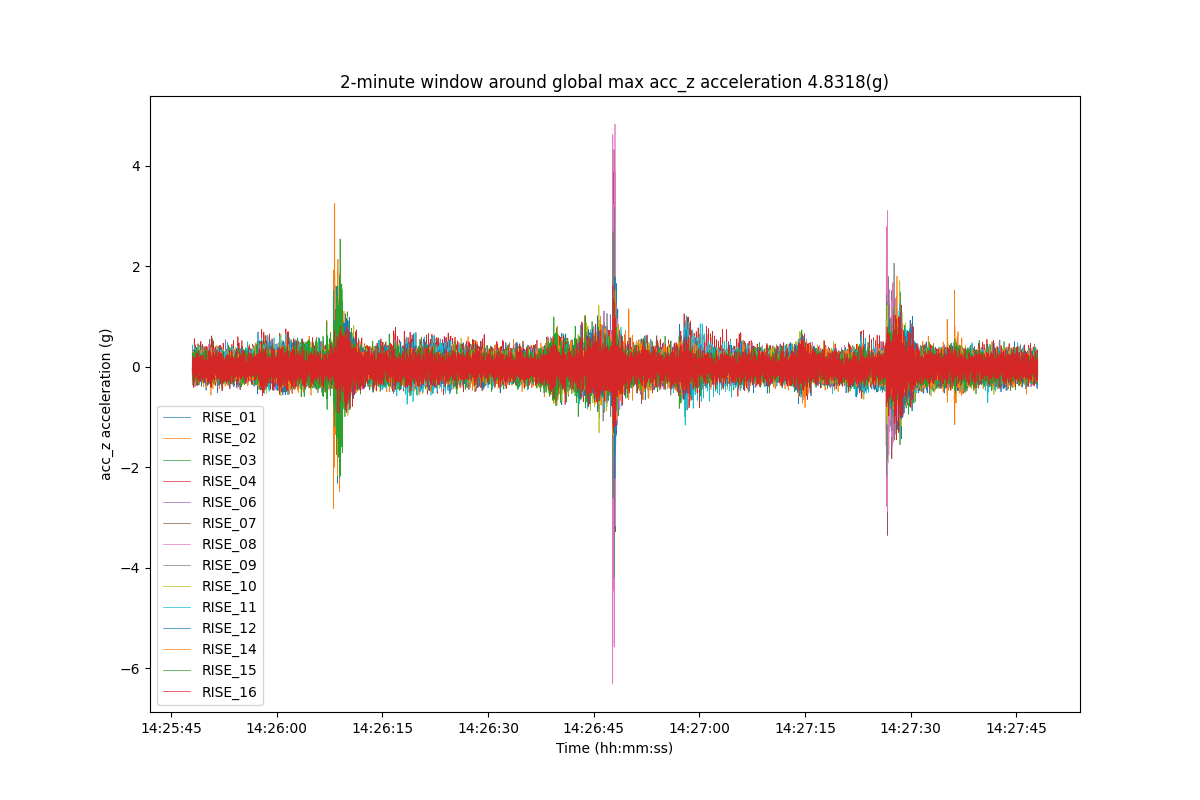 2-minute window around global max acc_z acceleration 4.8318(g)
acc_z acceleration (g)
4
2
0
−2
−4
−6
RISE_01
RISE_02
RISE_03
RISE_04
RISE_06
RISE_07
RISE_08
RISE_09
RISE_10
RISE_11
RISE_12
RISE_14
RISE_15
RISE_16
14:25:45 14:26:00 14:26:15 14:26:30 14:26:45 14:27:00 14:27:15 14:27:30 14:27:45
Time (hh:mm:ss)